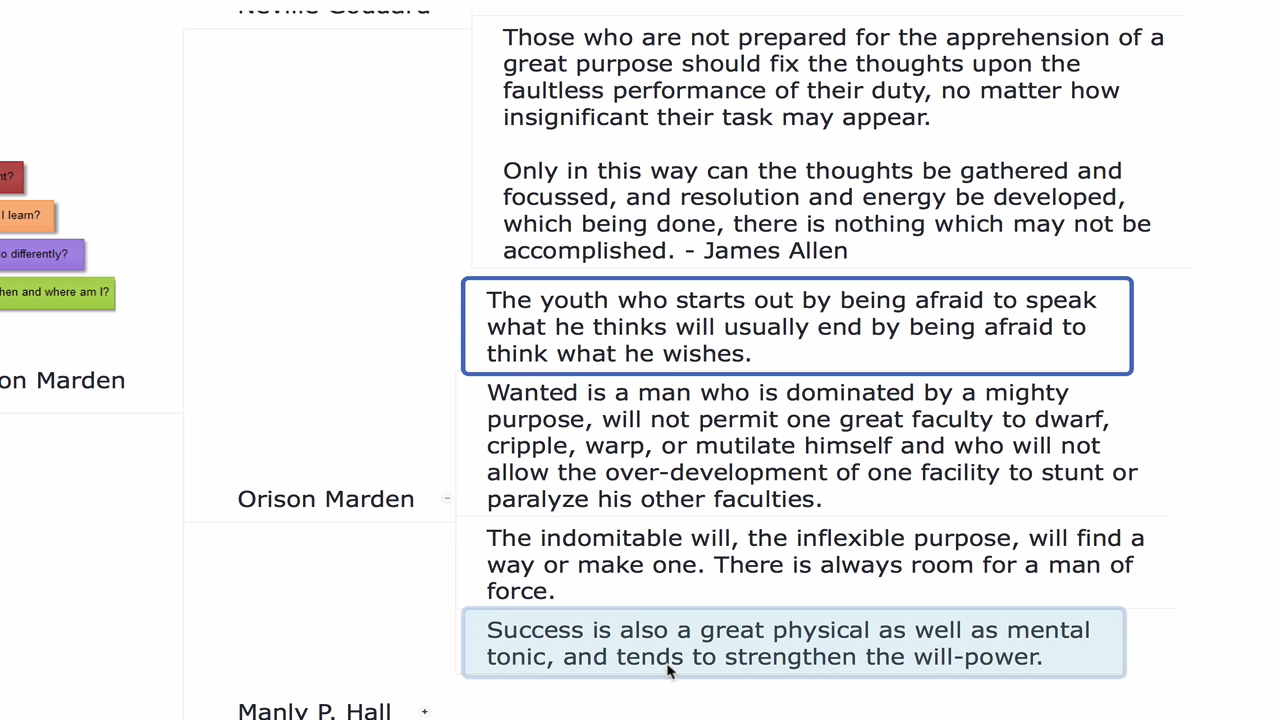 Neville Goddard
Those who are not prepared for the apprehension of a
great purpose should fix the thoughts upon the
faultless performance of their duty, no matter how
insignificant their task may appear.
Only in this way can the thoughts be gathered and
focussed, and resolution and energy be developed,
which being done, there is nothing which may not be
accomplished. - James Allen
I learn?
differently?
and where am I?
on Marden
The youth who starts out by being afraid to speak
what he thinks will usually end by being afraid to
think what he wishes.
Wanted is a man who is dominated by a mighty
purpose, will not permit one great faculty to dwarf,
cripple, warp, or mutilate himself and who will not
allow the over-development of one facility to stunt or
paralyze his other faculties.
Orison Marden
The indomitable will, the inflexible purpose, will find a
way or make one. There is always room for a man of
force.
Success is also a great physical as well as mental
tonic, and tends to strengthen the will-power.
Manly P. Hall